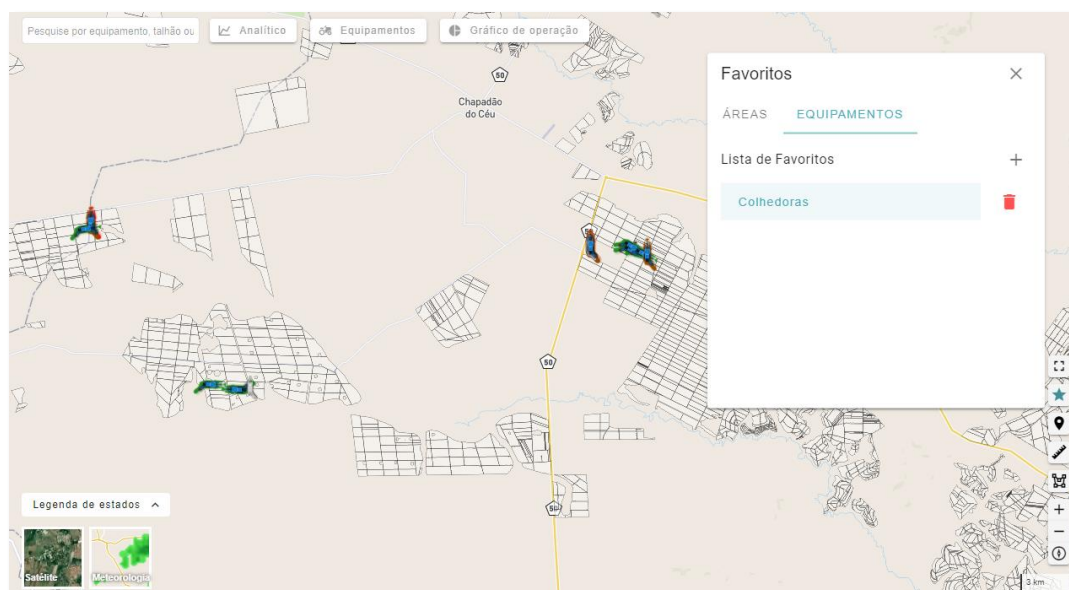 Pesquise por equipamento, talhão ou
Analítico
Equipamentos
Gráfico de operação
Favoritos
ÁREAS
EQUIPAMENTOS
Lista de Favoritos
Colhedoras
50
Chapadão
do Céu
50
50
Legenda de estados
Satélite
Meteorologia
3 km